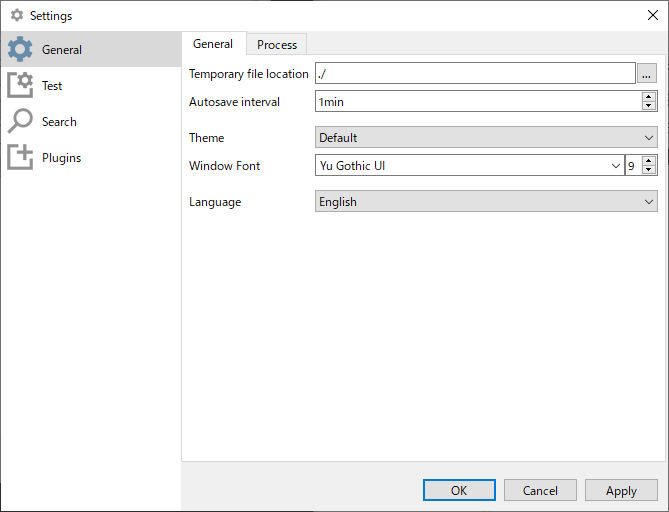 Settings
General
Test
Search
Plugins
General Process
Temporary file location ./ ...
Autosave interval 1min
Theme Default
Window Font Yu Gothic UI 9
Language English
OK Cancel Apply